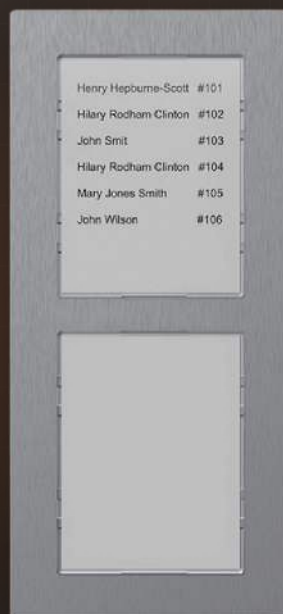 Henry Hepburne-Scott #101
Hilary Rodham Clinton #102
John Smit #103
Hilary Rodham Clinton #104
Mary Jones Smith #105
John Wilson #106